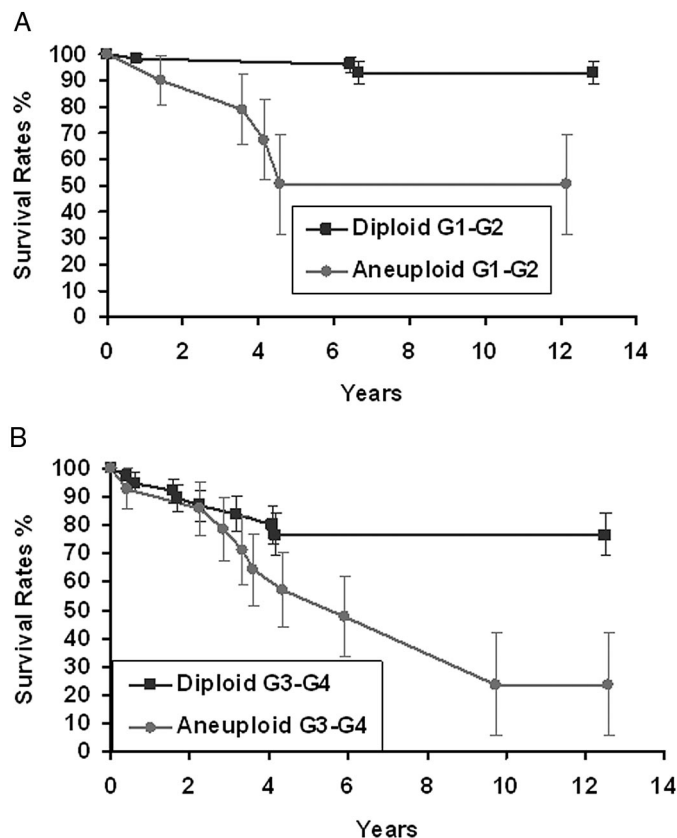 A
Survival Rates %
100
90
80
70
60
50
40
30
20
10
0
Diploid G1-G2
Aneuploid G1-G2
0 2 4 6 8 10 12 14
Years
B
Survival Rates %
100
90
80
70
60
50
40
30
20
10
0
Diploid G3-G4
Aneuploid G3-G4
0 2 4 6 8 10 12 14
Years